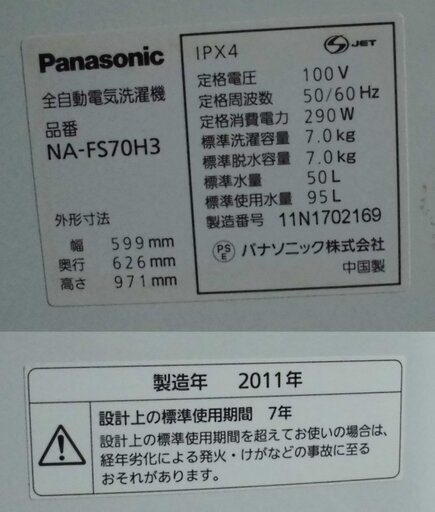 Panasonic
全自動電気洗濯機
品番
NA-FS70H3
外形寸法
幅 599mm
奥行 626mm
高さ 971mm
IPX4 S JET
定格電圧 100V
定格周波数 50/60Hz
定格消費電力 290W
標準洗濯容量 7.0kg
標準脱水容量 7.0kg
標準水量 50L
標準使用水量 95L
製造番号 11N1702169
PSE パナソニック株式会社
中国製
製造年 2011年
設計上の標準使用期間 7年
設計上の標準使用期間を超えてお使いの場合は、
経年劣化による発火・けがなどの事故に至る
おそれがあります。